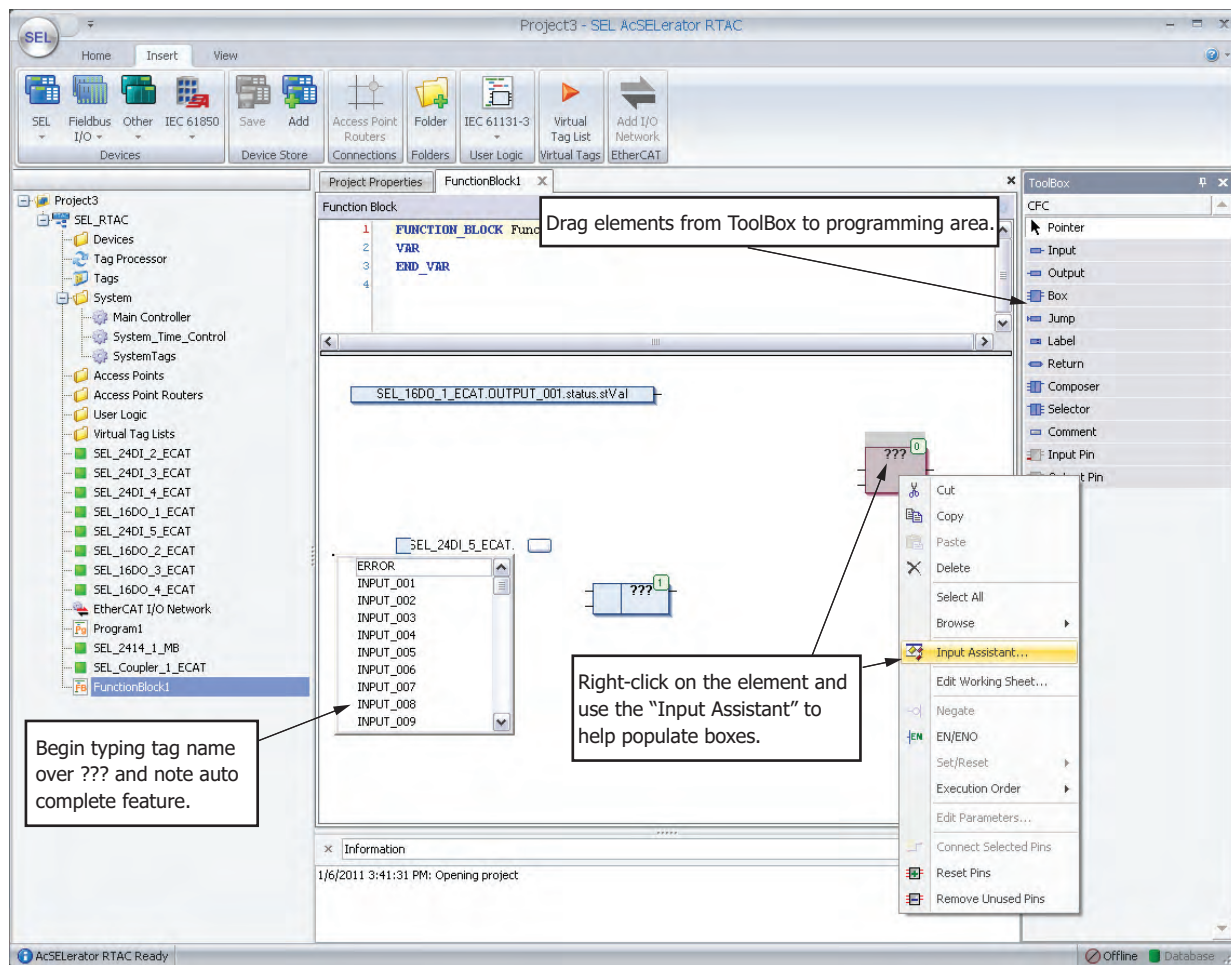 Project3 - SEL AcSELerator RTAC
SEL
Home
Insert
View
SEL
Fieldbus I/O
Other
IEC 61850
Save
Add
Access Point Routers
Folder
IEC 61131-3
Virtual Tag List
Add I/O Network
Devices
Device Store
Connections
Folders
User Logic
Virtual Tags
EtherCAT
Project3
SEL_RTAC
Devices
Tag Processor
Tags
System
Main Controller
System_Time_Control
SystemTags
Access Points
Access Point Routers
User Logic
Virtual Tag Lists
SEL_24DI_2_ECAT
SEL_24DI_3_ECAT
SEL_24DI_4_ECAT
SEL_16DO_1_ECAT
SEL_24DI_5_ECAT
SEL_16DO_2_ECAT
SEL_16DO_3_ECAT
SEL_16DO_4_ECAT
EtherCAT I/O Network
Program1
SEL_2414_1_MB
SEL_Coupler_1_ECAT
FunctionBlock1
Begin typing tag name
over ??? and note auto
complete feature.
Project Properties
FunctionBlock1
Function Block
1 FUNCTION_BLOCK Func
2 VAR
3 END_VAR
4
Drag elements from ToolBox to programming area.
SEL_16DO_1_ECAT.OUTPUT_001.status.stVal
??? 0
SEL_24DI_5_ECAT.
ERROR
INPUT_001
INPUT_002
INPUT_003
INPUT_004
INPUT_005
INPUT_006
INPUT_007
INPUT_008
INPUT_009
??? 1
Right-click on the element and
use the “Input Assistant” to
help populate boxes.
Cut
Copy
Paste
Delete
Select All
Browse
Input Assistant...
Edit Working Sheet...
Negate
EN EN/ENO
Set/Reset
Execution Order
Edit Parameters...
Connect Selected Pins
Reset Pins
Remove Unused Pins
ToolBox
CFC
Pointer
Input
Output
Box
Jump
Label
Return
Composer
Selector
Comment
Input Pin
Pin
Information
1/6/2011 3:41:31 PM: Opening project
AcSELerator RTAC Ready
Offline
Database